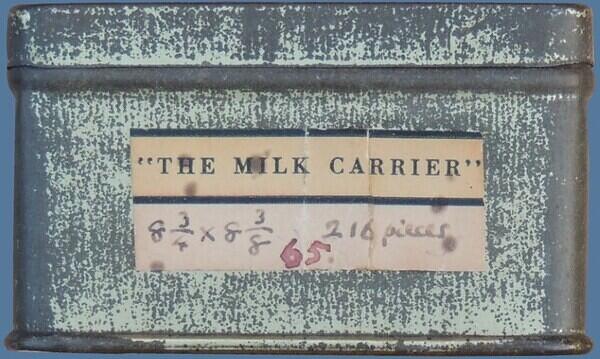 "THE MILK CARRIER"
8 3/4 x 8 3/8 216 pieces
65.